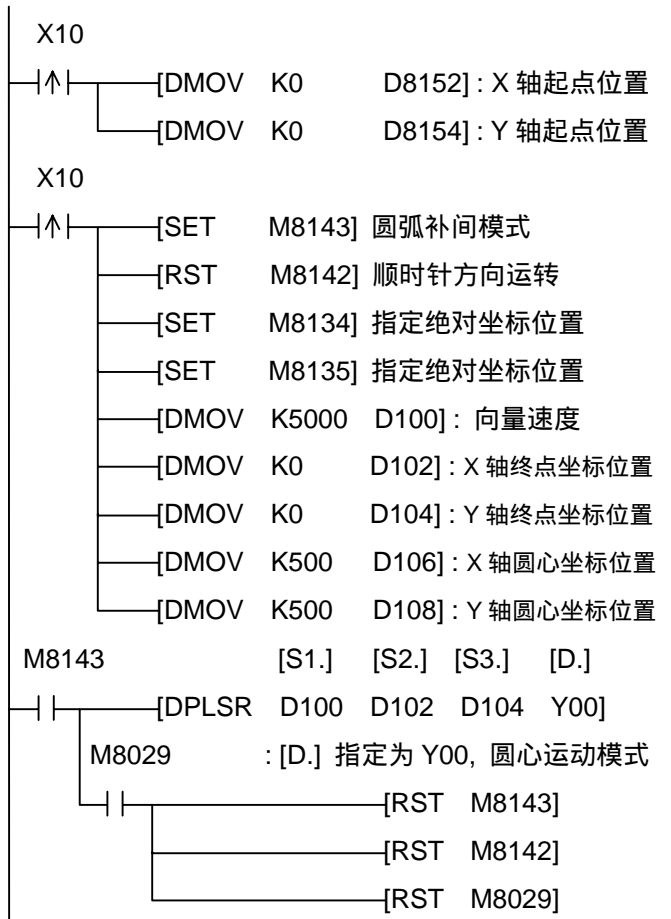 X10
[DMOV K0 D8152] : X 轴起点位置
[DMOV K0 D8154] : Y 轴起点位置
X10
[SET M8143] 圆弧补间模式
[RST M8142] 顺时针方向运转
[SET M8134] 指定绝对坐标位置
[SET M8135] 指定绝对坐标位置
[DMOV K5000 D100] : 向量速度
[DMOV K0 D102] : X 轴终点坐标位置
[DMOV K0 D104] : Y 轴终点坐标位置
[DMOV K500 D106] : X 轴圆心坐标位置
[DMOV K500 D108] : Y 轴圆心坐标位置
M8143 [S1.] [S2.] [S3.] [D.]
[DPLSR D100 D102 D104 Y00]
M8029 : [D.] 指定为 Y00, 圆心运动模式
[RST M8143]
[RST M8142]
[RST M8029]